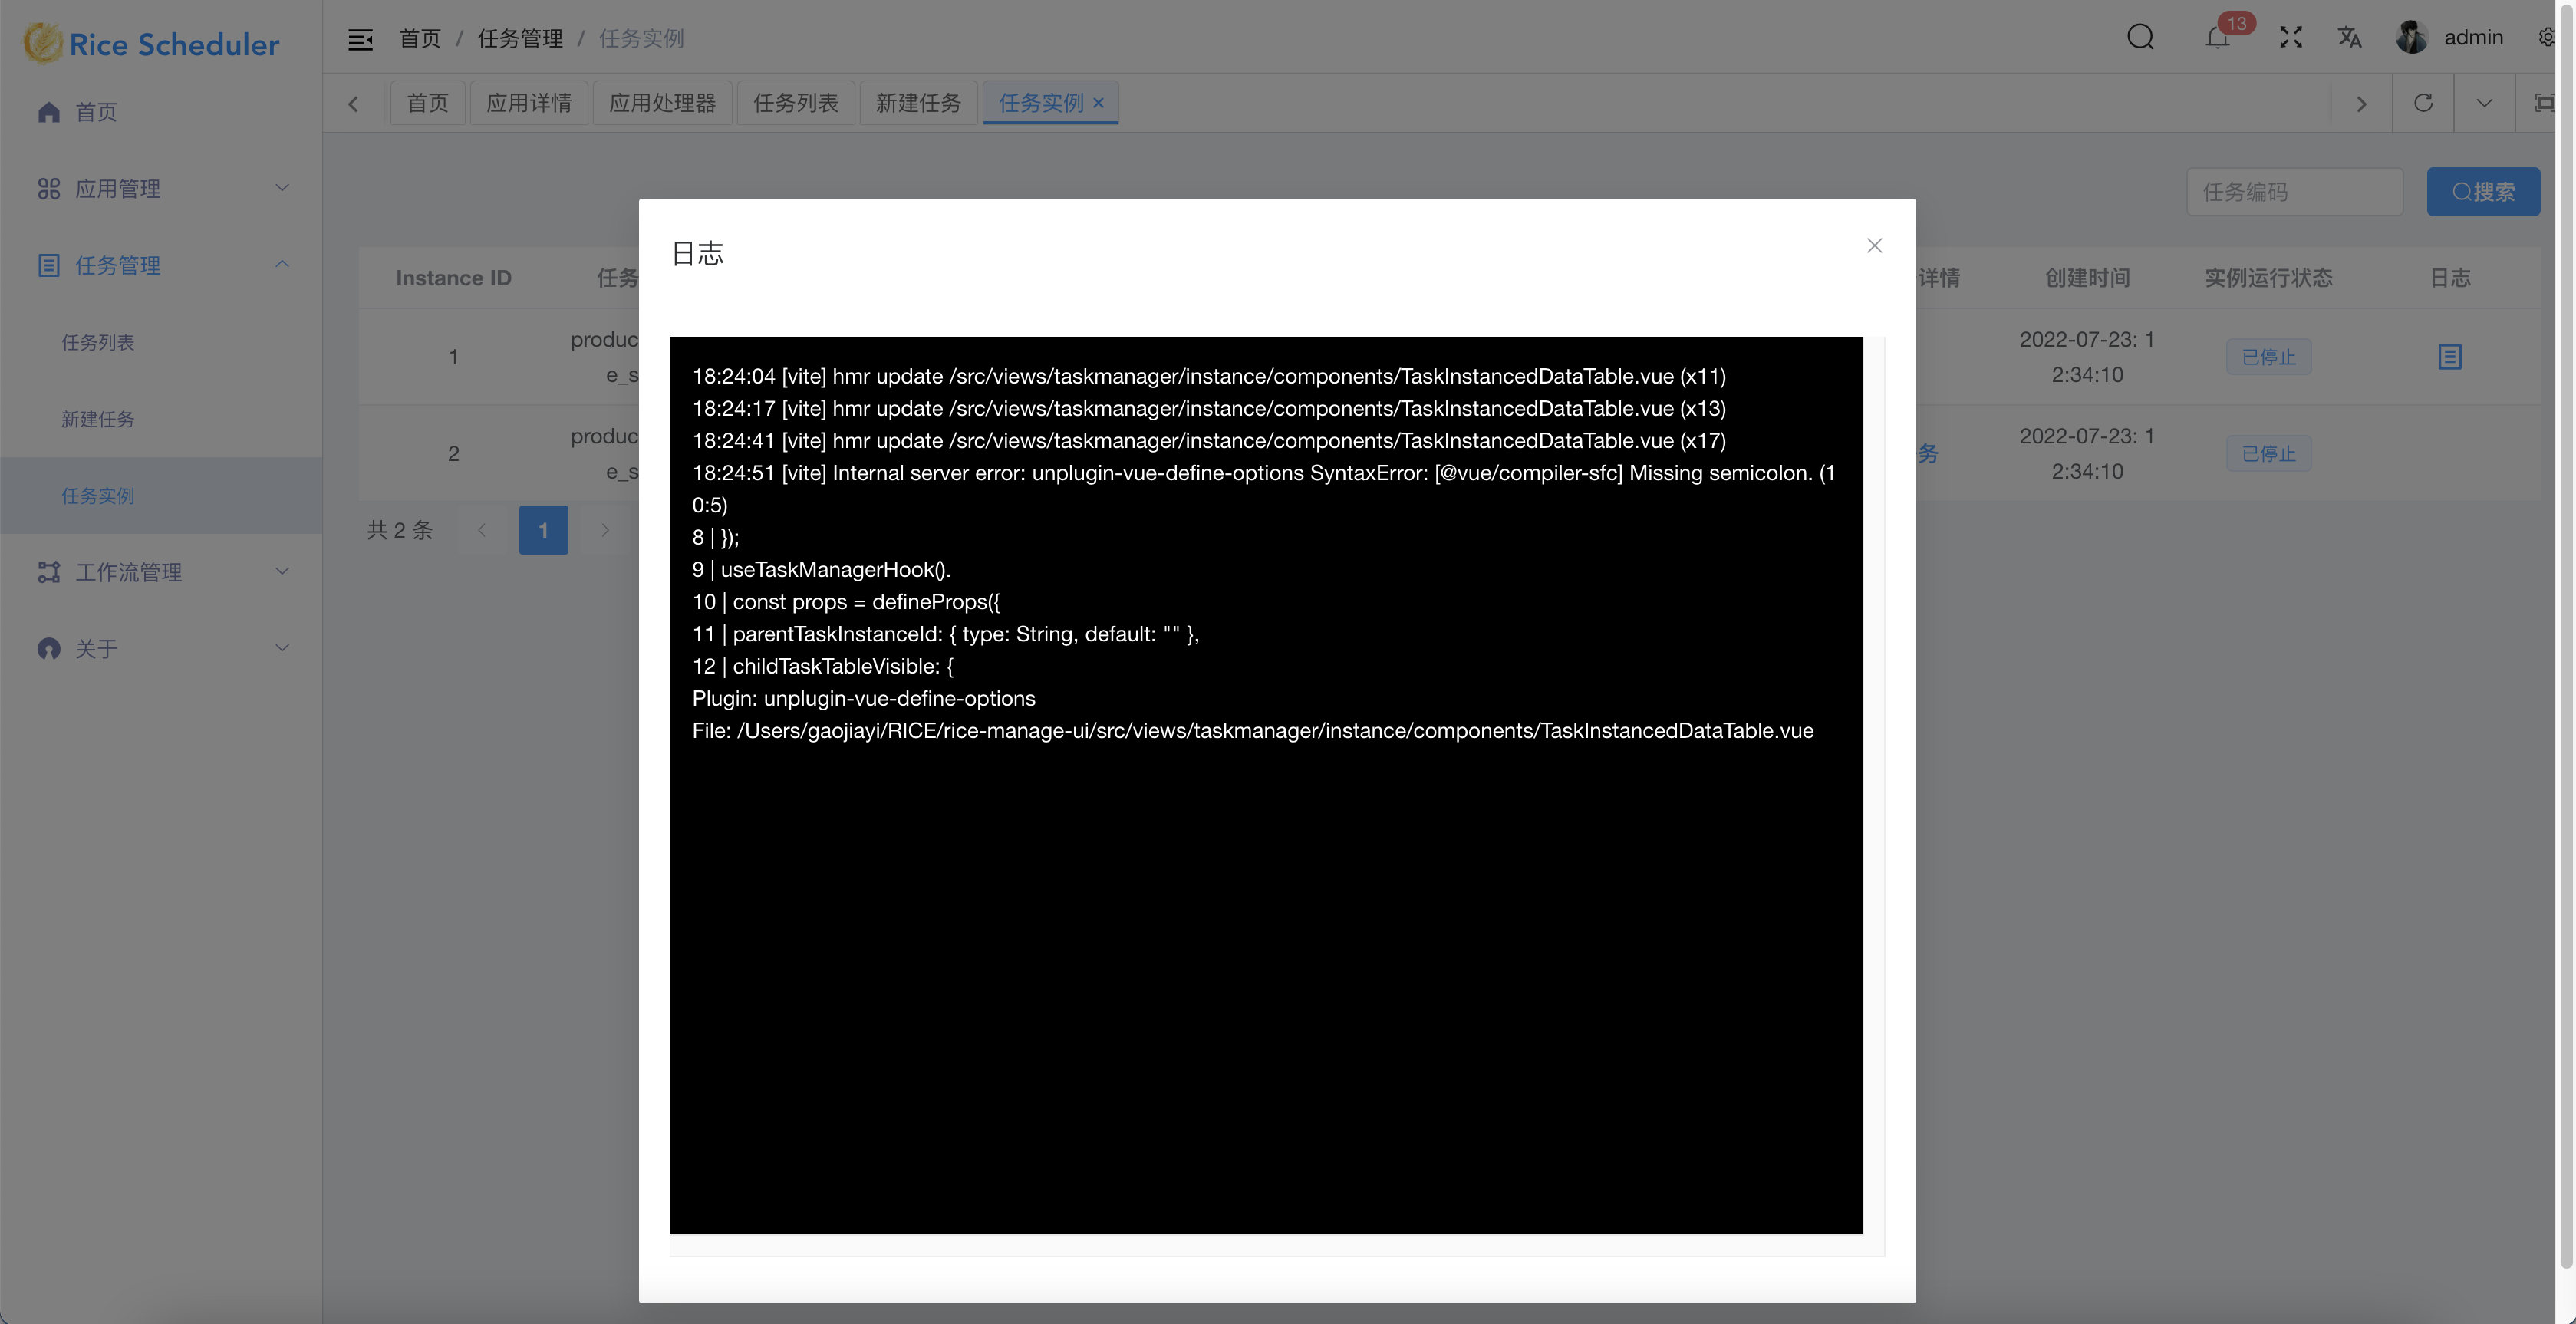 Rice Scheduler
首页 / 任务管理 / 任务实例
13
admin
首页
应用详情
应用处理器
任务列表
新建任务
任务实例
首页
应用管理
任务管理
任务列表
新建任务
任务实例
工作流管理
关于
任务编码
搜索
Instance ID 任务 详情 创建时间 实例运行状态 日志
1 produc 2022-07-23: 1 已停止
e_s 2:34:10
2 produc 务 2022-07-23: 1 已停止
e_s 2:34:10
共 2 条 1
日志
18:24:04 [vite] hmr update /src/views/taskmanager/instance/components/TaskInstancedDataTable.vue (x11)
18:24:17 [vite] hmr update /src/views/taskmanager/instance/components/TaskInstancedDataTable.vue (x13)
18:24:41 [vite] hmr update /src/views/taskmanager/instance/components/TaskInstancedDataTable.vue (x17)
18:24:51 [vite] Internal server error: unplugin-vue-define-options SyntaxError: [@vue/compiler-sfc] Missing semicolon. (1
0:5)
8 | });
9 | useTaskManagerHook().
10 | const props = defineProps({
11 | parentTaskInstanceId: { type: String, default: "" },
12 | childTaskTableVisible: {
Plugin: unplugin-vue-define-options
File: /Users/gaojiayi/RICE/rice-manage-ui/src/views/taskmanager/instance/components/TaskInstancedDataTable.vue